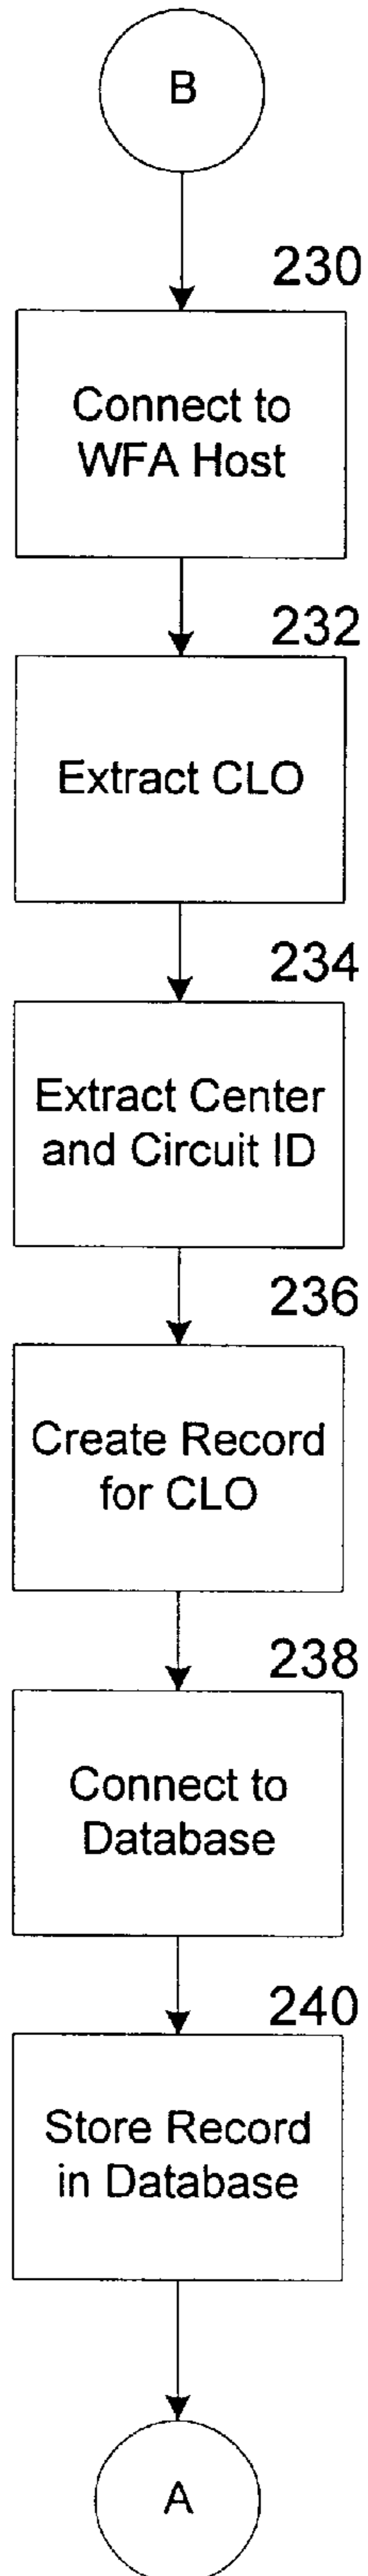 B
230
Connect to
WFA Host
232
Extract CLO
234
Extract Center
and Circuit ID
236
Create Record
for CLO
238
Connect to
Database
240
Store Record
in Database
A